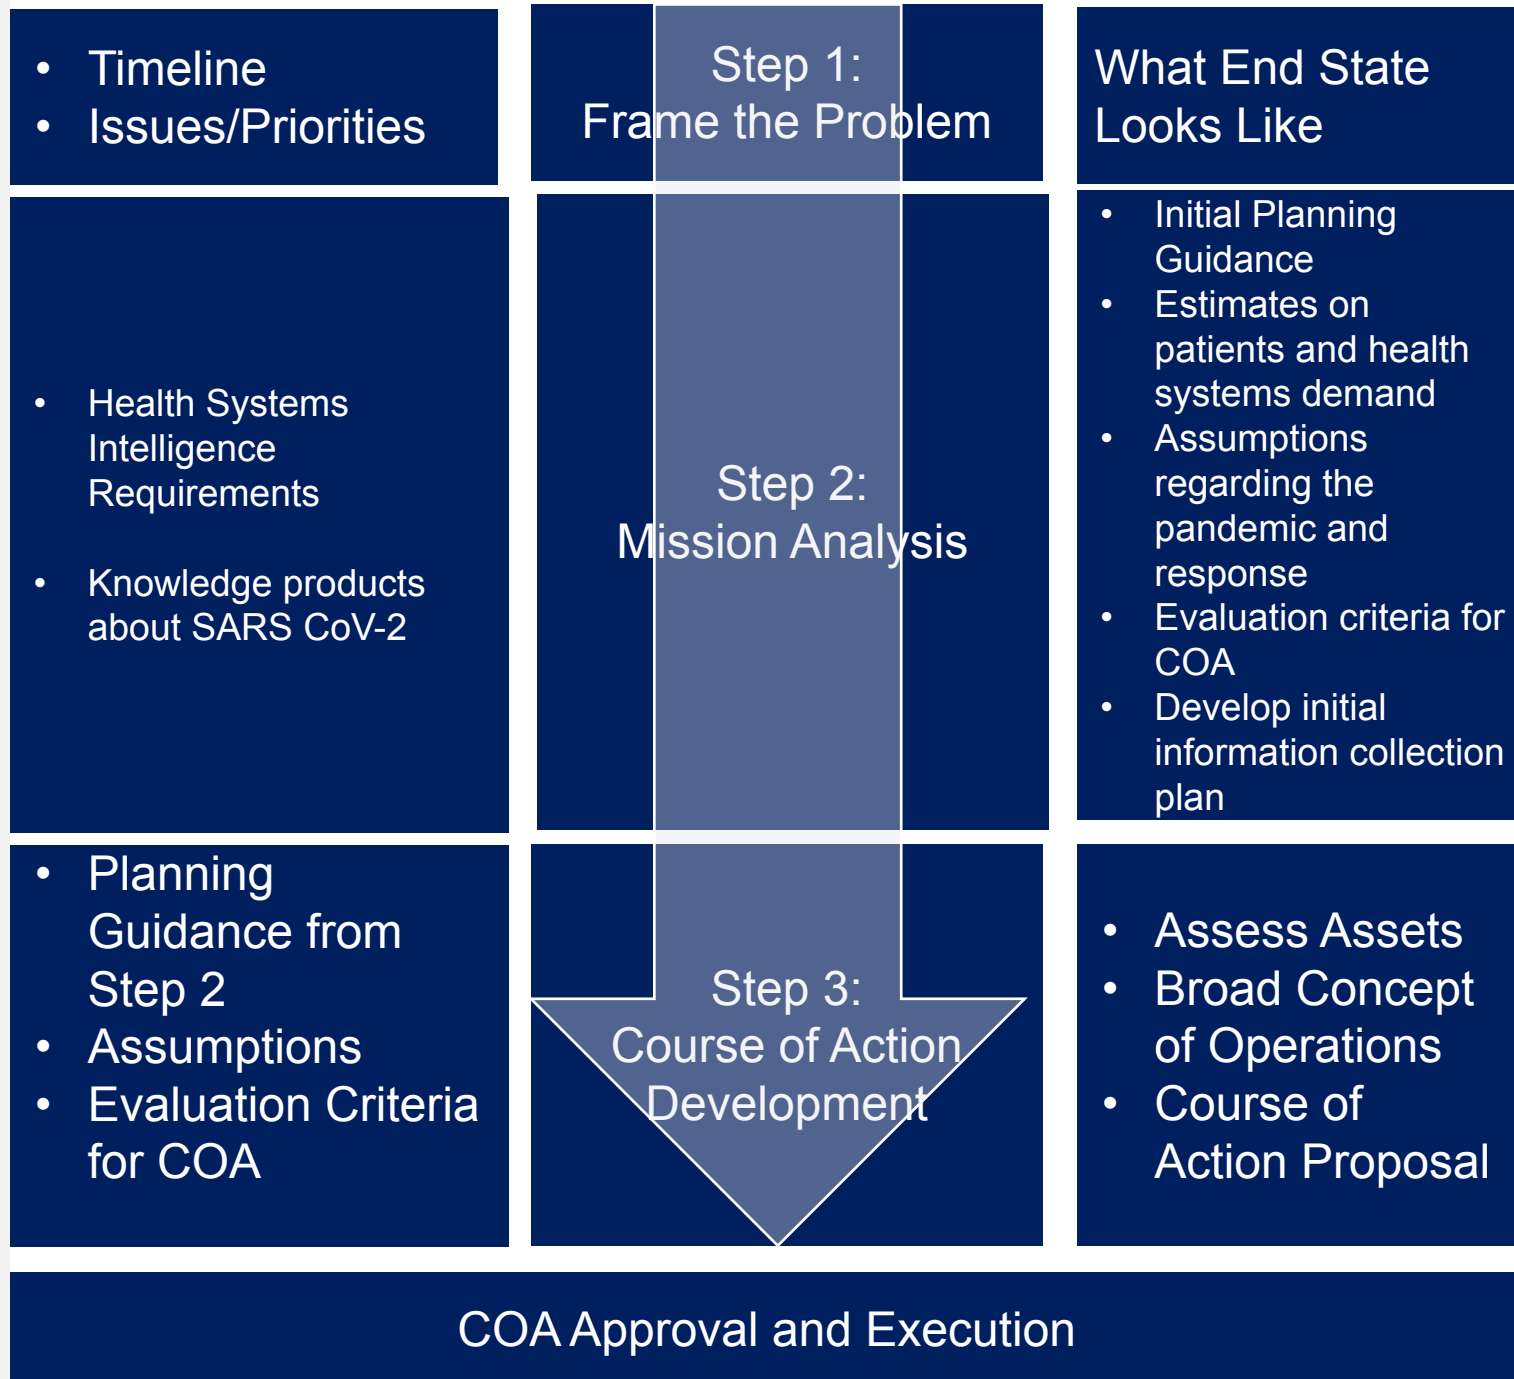 • Timeline
• Issues/Priorities
Step 1:
Frame the Problem
What End State
Looks Like
• Health Systems
Intelligence
Requirements
• Knowledge products
about SARS CoV-2
Step 2:
Mission Analysis
• Initial Planning
Guidance
• Estimates on
patients and health
systems demand
• Assumptions
regarding the
pandemic and
response
• Evaluation criteria for
COA
• Develop initial
information collection
plan
• Planning
Guidance from
Step 2
• Assumptions
• Evaluation Criteria
for COA
Step 3:
Course of Action
Development
• Assess Assets
• Broad Concept
of Operations
• Course of
Action Proposal
COA Approval and Execution